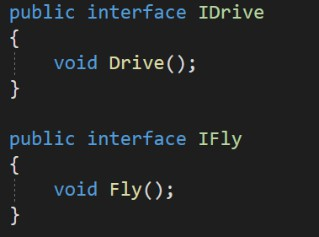 public interface IDrive
{
    void Drive();
}
public interface IFly
{
    void Fly();
}